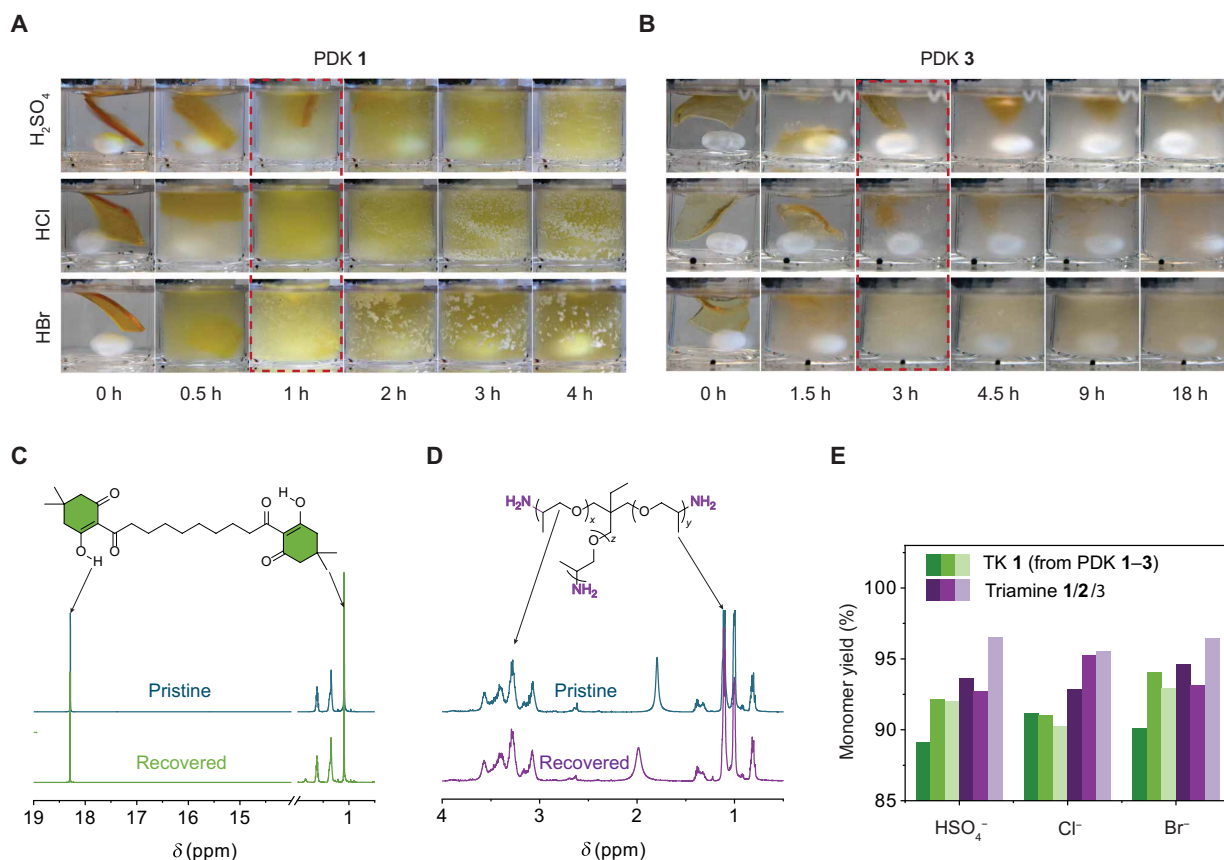 A
PDK 1
H₂SO₄
HCl
HBr
0 h 0.5 h 1 h 2 h 3 h 4 h
B
PDK 3
0 h 1.5 h 3 h 4.5 h 9 h 18 h
C
O
O
H
O
O
H
O
O
Pristine
Recovered
19 18 17 16 15 1
δ (ppm)
D
H₂N
O
x
O
y
NH₂
O
z
NH₂
Pristine
Recovered
4 3 2 1
δ (ppm)
E
TK 1 (from PDK 1–3)
Triamine 1/2/3
Monomer yield (%)
100
95
90
85
HSO₄⁻ Cl⁻ Br⁻